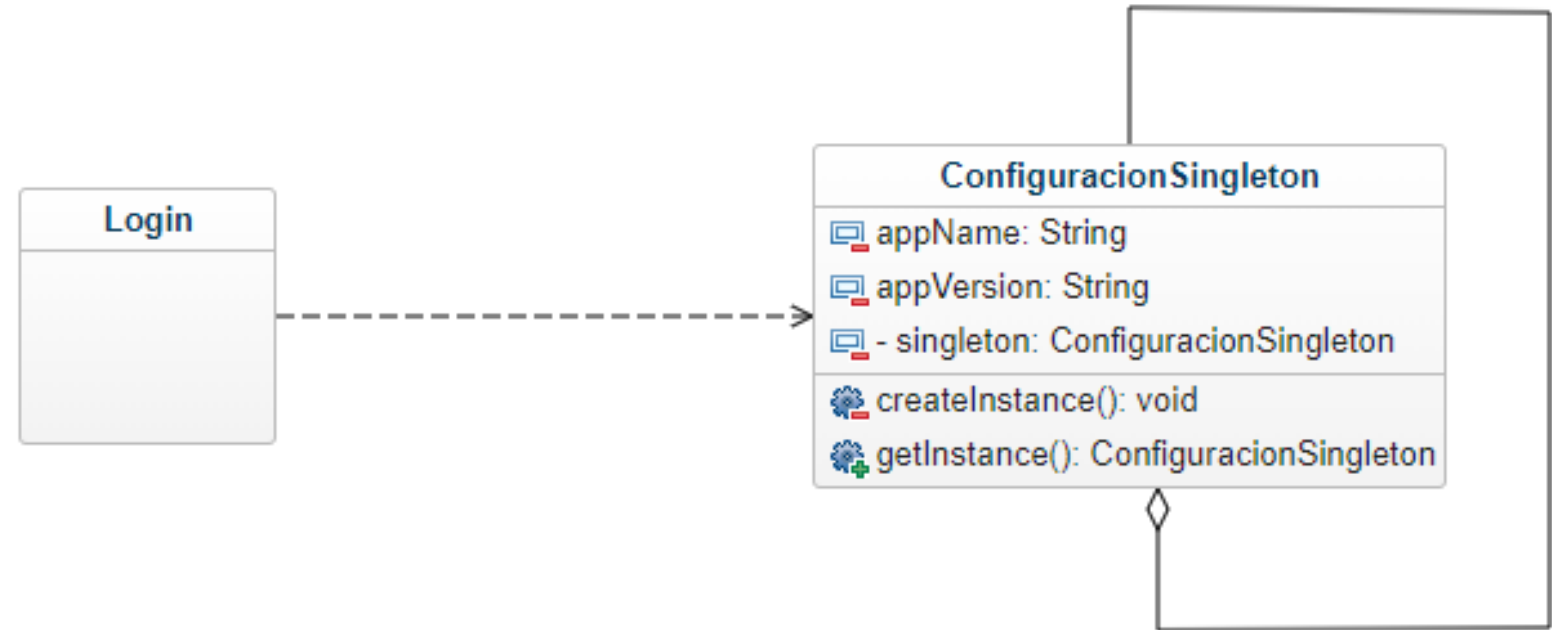 Login
ConfiguracionSingleton
appName: String
appVersion: String
- singleton: ConfiguracionSingleton
createInstance(): void
getInstance(): ConfiguracionSingleton